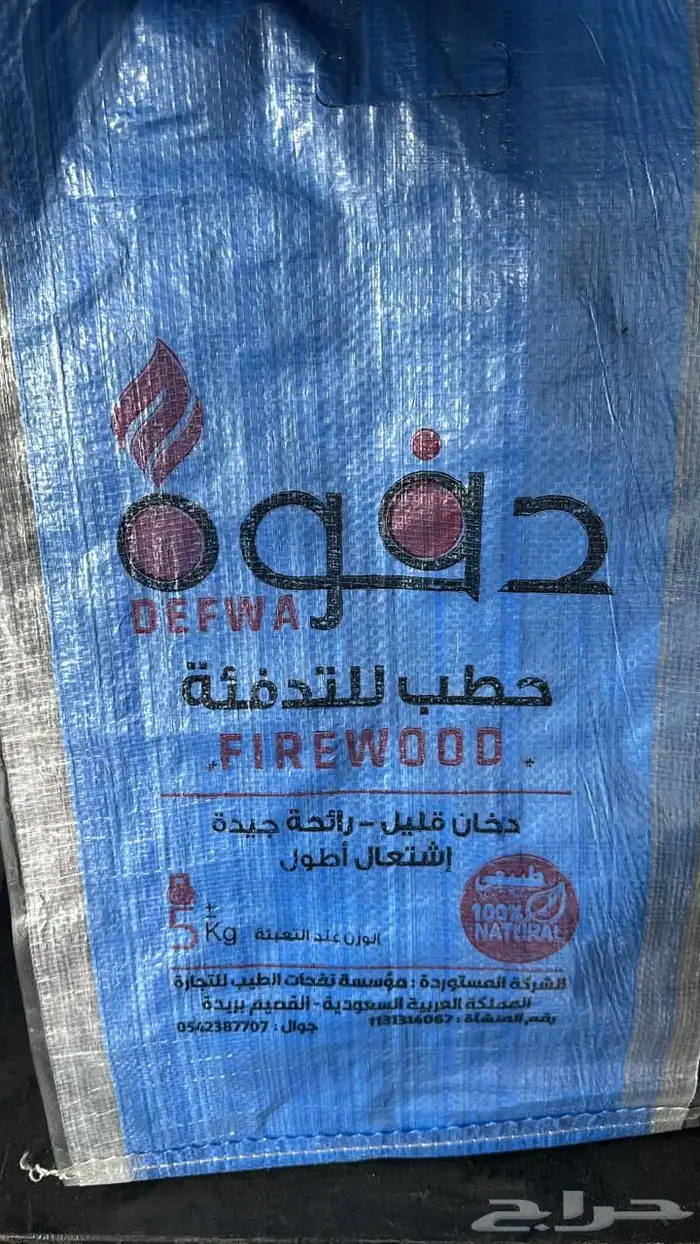 دفوة
DEFWA
حطب للتدفئة
FIREWOOD
دخان قليل - رائحة جيدة
إشتعال أطول
5 ± Kg الوزن عند التعبئة
طبيعي
100%
NATURAL
الشركة المستوردة : مؤسسة نفحات الطيب للتجارة
المملكة العربية السعودية - القصيم بريدة
رقم المنشاة : 1131314067
جوال : 0542387707
حراج